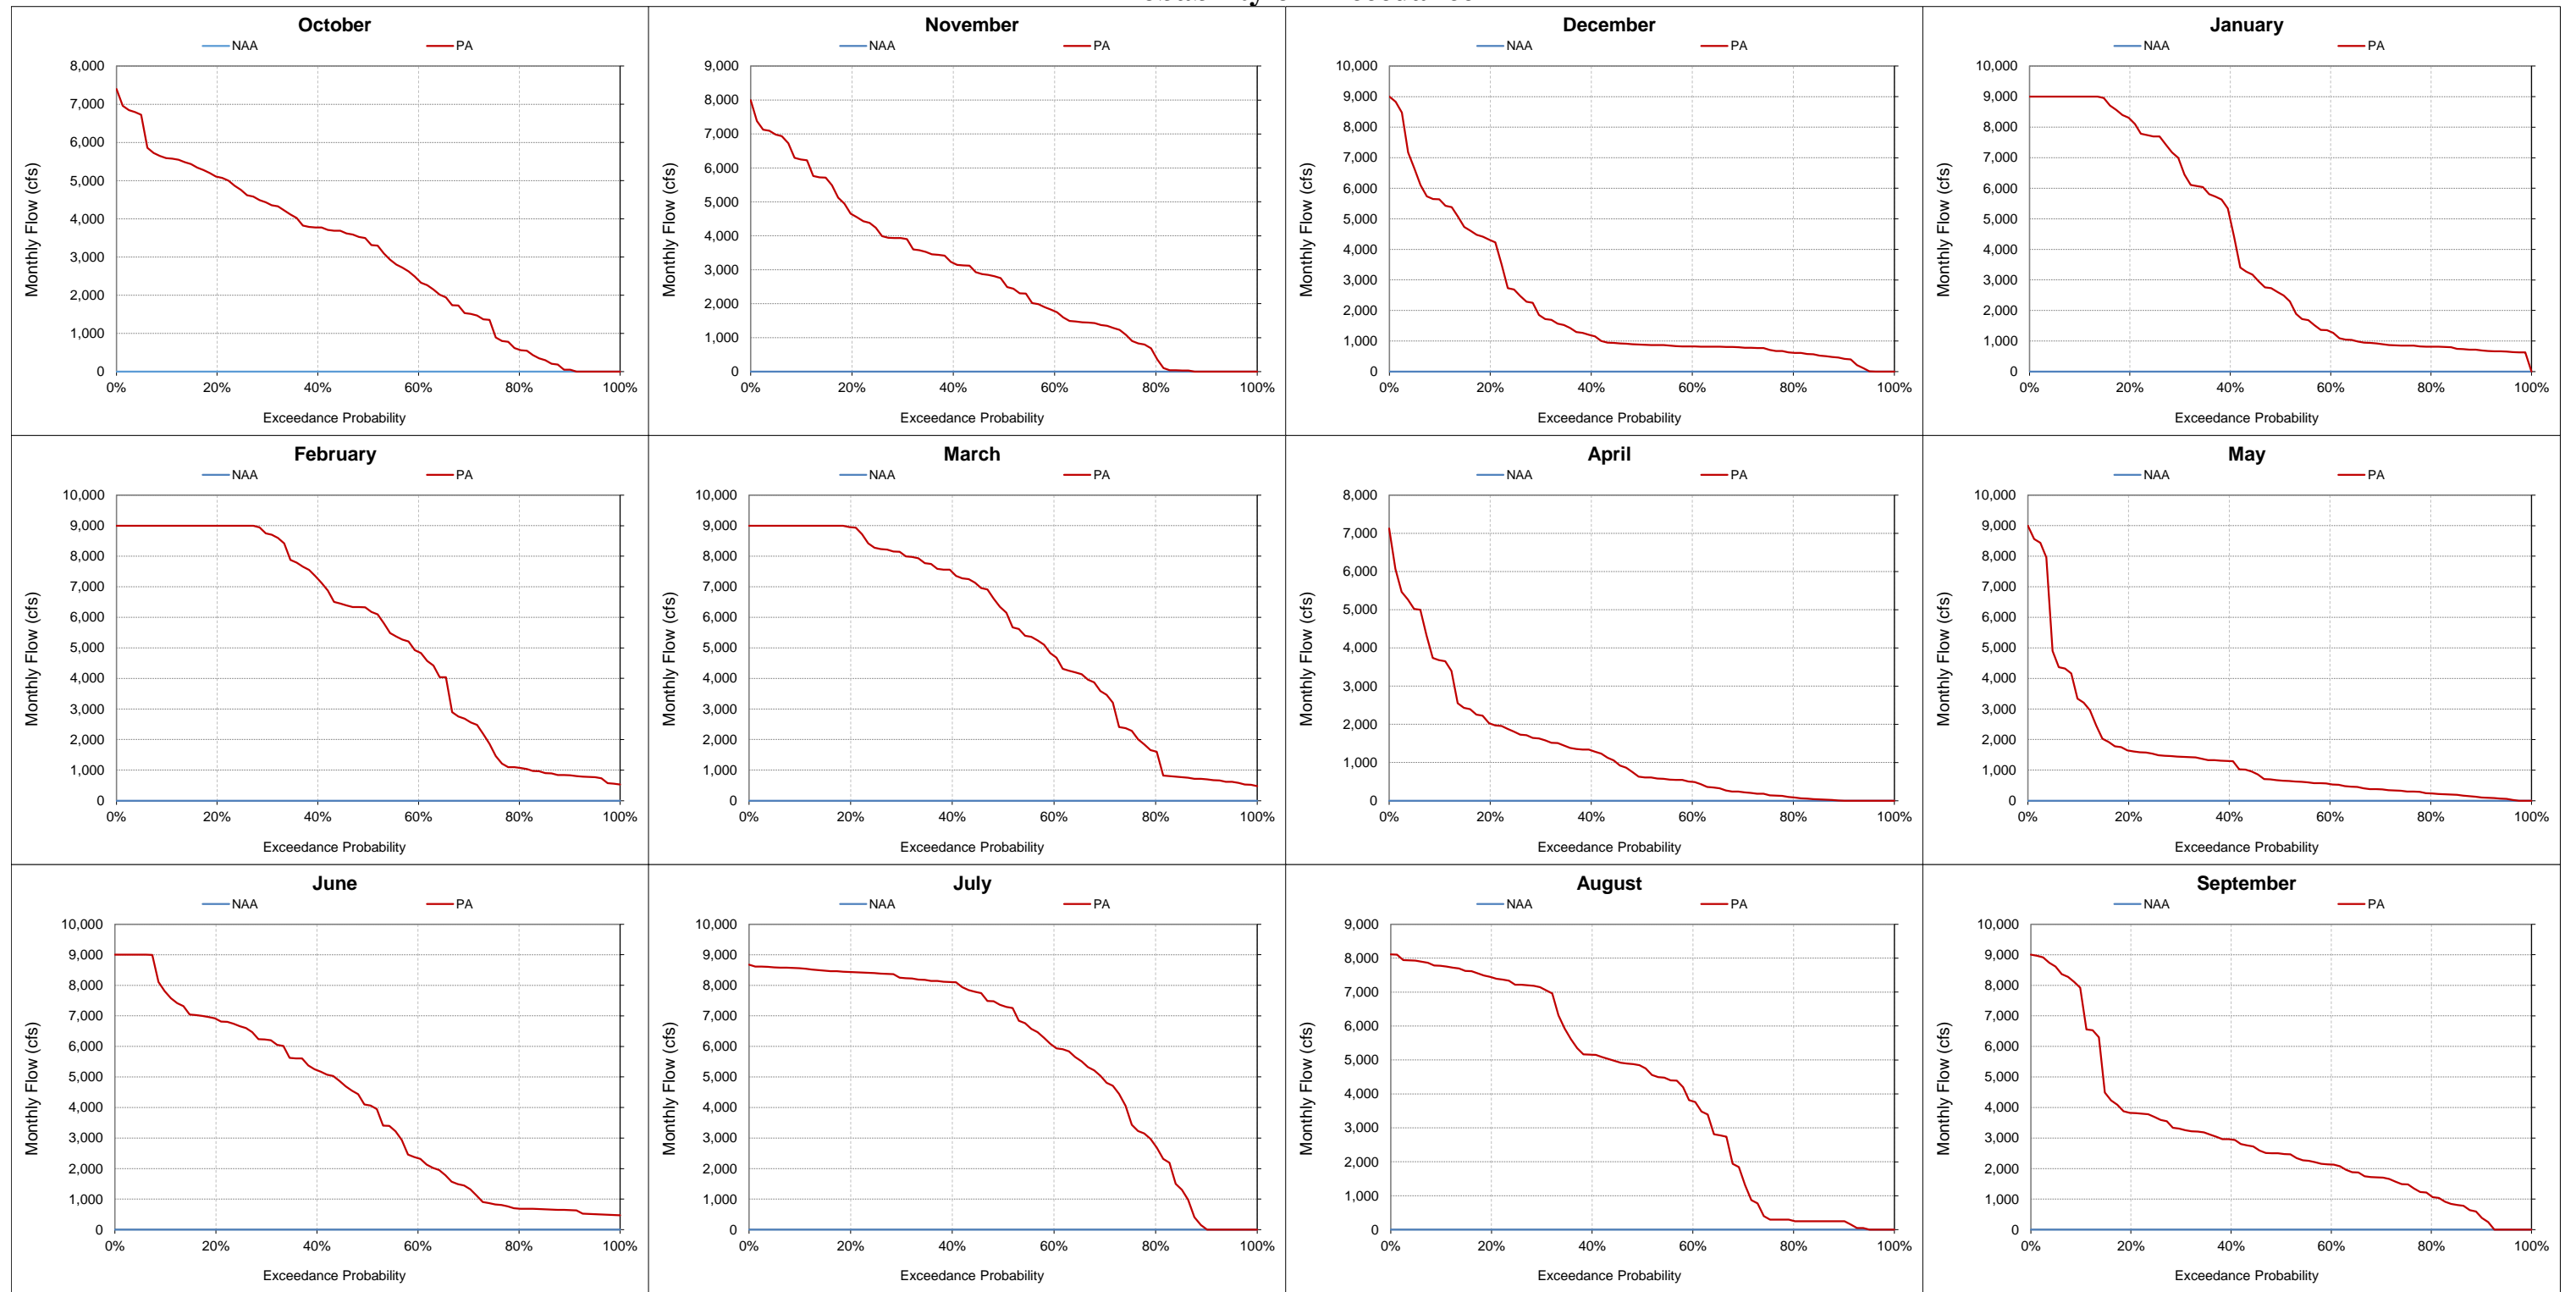 October
NAA PA
8,000
7,000
6,000
5,000
4,000
3,000
2,000
1,000
0
Monthly Flow (cfs)
0% 20% 40% 60% 80% 100%
Exceedance Probability
November
NAA PA
9,000
8,000
7,000
6,000
5,000
4,000
3,000
2,000
1,000
0
Monthly Flow (cfs)
0% 20% 40% 60% 80% 100%
Exceedance Probability
December
NAA PA
10,000
9,000
8,000
7,000
6,000
5,000
4,000
3,000
2,000
1,000
0
Monthly Flow (cfs)
0% 20% 40% 60% 80% 100%
Exceedance Probability
January
NAA PA
10,000
9,000
8,000
7,000
6,000
5,000
4,000
3,000
2,000
1,000
0
Monthly Flow (cfs)
0% 20% 40% 60% 80% 100%
Exceedance Probability
February
NAA PA
10,000
9,000
8,000
7,000
6,000
5,000
4,000
3,000
2,000
1,000
0
Monthly Flow (cfs)
0% 20% 40% 60% 80% 100%
Exceedance Probability
March
NAA PA
10,000
9,000
8,000
7,000
6,000
5,000
4,000
3,000
2,000
1,000
0
Monthly Flow (cfs)
0% 20% 40% 60% 80% 100%
Exceedance Probability
April
NAA PA
8,000
7,000
6,000
5,000
4,000
3,000
2,000
1,000
0
Monthly Flow (cfs)
0% 20% 40% 60% 80% 100%
Exceedance Probability
May
NAA PA
10,000
9,000
8,000
7,000
6,000
5,000
4,000
3,000
2,000
1,000
0
Monthly Flow (cfs)
0% 20% 40% 60% 80% 100%
Exceedance Probability
June
NAA PA
10,000
9,000
8,000
7,000
6,000
5,000
4,000
3,000
2,000
1,000
0
Monthly Flow (cfs)
0% 20% 40% 60% 80% 100%
Exceedance Probability
July
NAA PA
10,000
9,000
8,000
7,000
6,000
5,000
4,000
3,000
2,000
1,000
0
Monthly Flow (cfs)
0% 20% 40% 60% 80% 100%
Exceedance Probability
August
NAA PA
9,000
8,000
7,000
6,000
5,000
4,000
3,000
2,000
1,000
0
Monthly Flow (cfs)
0% 20% 40% 60% 80% 100%
Exceedance Probability
September
NAA PA
10,000
9,000
8,000
7,000
6,000
5,000
4,000
3,000
2,000
1,000
0
Monthly Flow (cfs)
0% 20% 40% 60% 80% 100%
Exceedance Probability